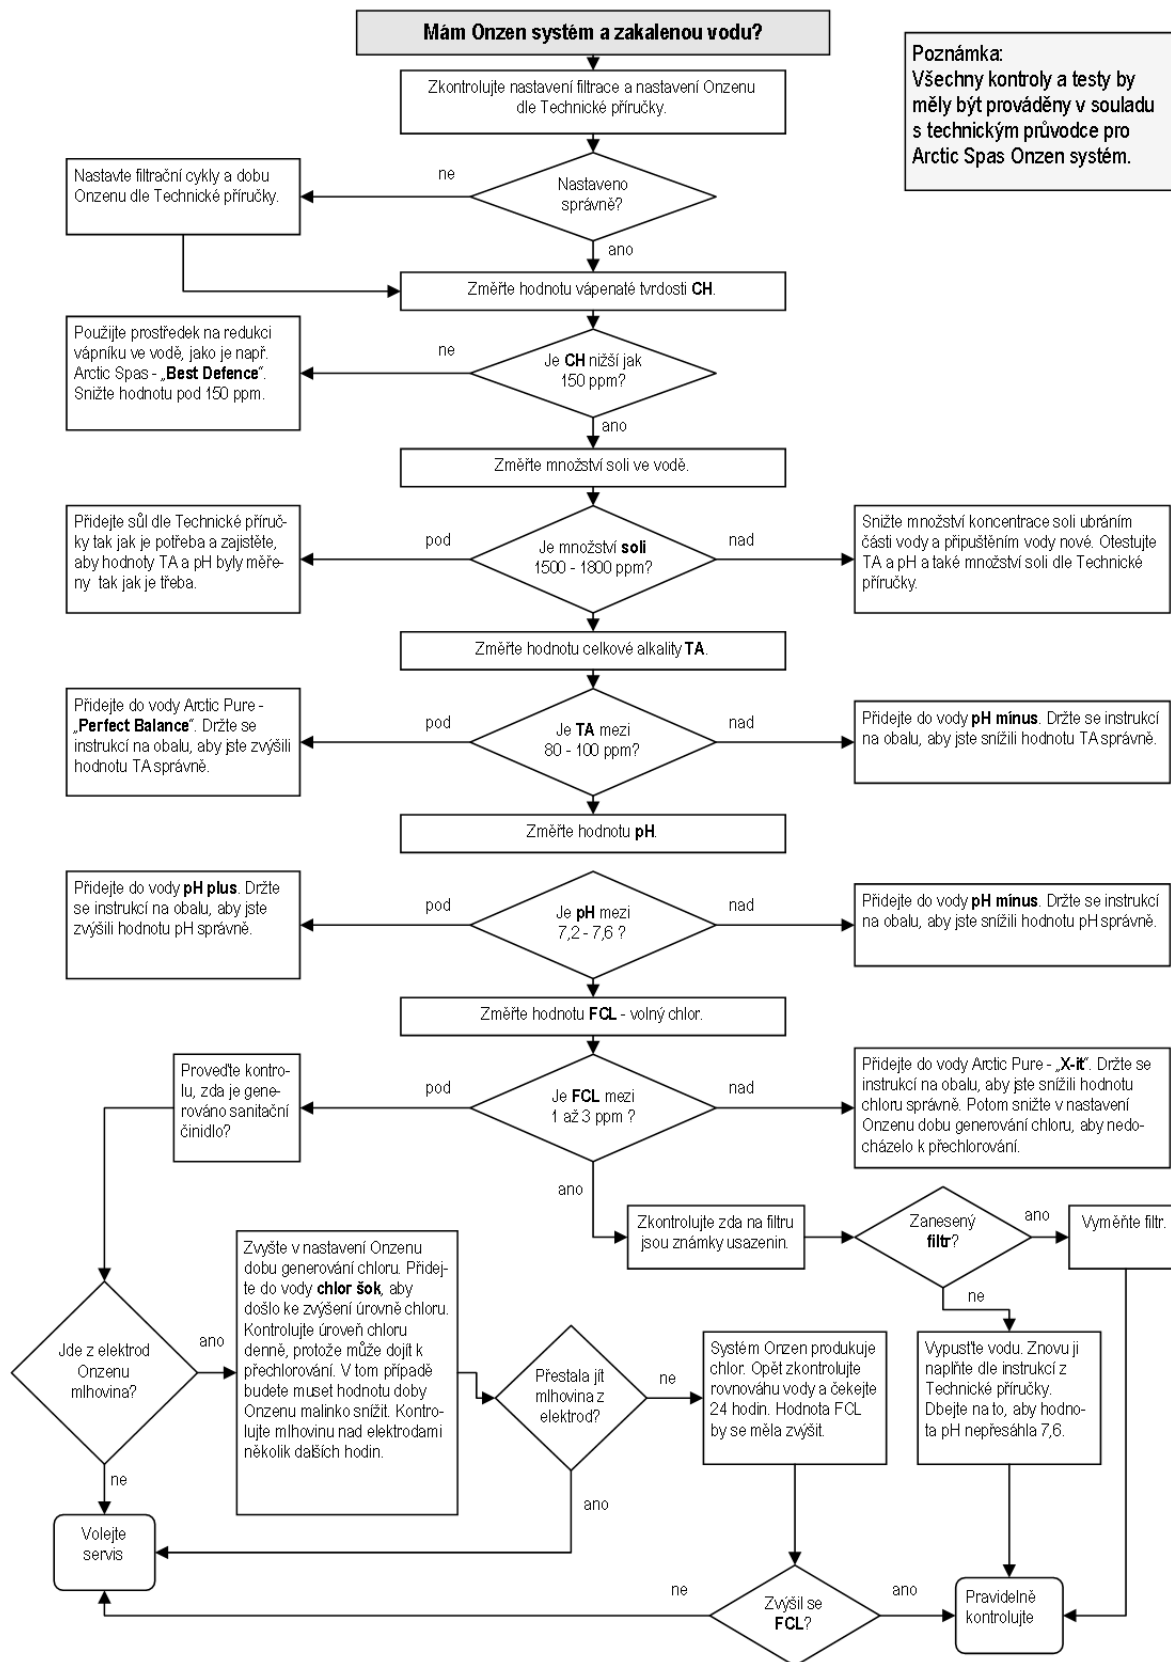 Mám Onzen systém a zakalenou vodu?
Poznámka:
Všechny kontroly a testy by
měly být prováděny v souladu
s technickým průvodce pro
Arctic Spas Onzen systém.
Zkontrolujte nastavení filtrace a nastavení Onzenu
dle Technické příručky.
Nastavte filtrační cykly a dobu
Onzenu dle Technické příručky.
ne
Nastaveno
správně?
ano
Změřte hodnotu vápenaté tvrdosti CH.
Použijte prostředek na redukci
vápníku ve vodě, jako je např.
Arctic Spas - „Best Defence“.
Snižte hodnotu pod 150 ppm.
ne
Je CH nižší jak
150 ppm?
ano
Změřte množství soli ve vodě.
Přidejte sůl dle Technické příruč-
ky tak jak je potřeba a zajistěte,
aby hodnoty TA a pH byly měře-
ny tak jak je třeba.
pod
Je množství soli
1500 - 1800 ppm?
nad
Snižte množství koncentrace soli ubráním
části vody a připuštěním vody nové. Otestujte
TA a pH a také množství soli dle Technické
příručky.
Změřte hodnotu celkové alkality TA.
Přidejte do vody Arctic Pure -
„Perfect Balance“. Držte se
instrukcí na obalu, aby jste zvýšili
hodnotu TA správně.
pod
Je TA mezi
80 - 100 ppm?
nad
Přidejte do vody pH mínus. Držte se instrukcí
na obalu, aby jste snížili hodnotu TA správně.
Změřte hodnotu pH.
Přidejte do vody pH plus. Držte
se instrukcí na obalu, aby jste
zvýšili hodnotu pH správně.
pod
Je pH mezi
7,2 - 7,6 ?
nad
Přidejte do vody pH mínus. Držte se instrukcí
na obalu, aby jste snížili hodnotu pH správně.
Změřte hodnotu FCL - volný chlor.
Proveďte kontro-
lu, zda je gene-
rováno sanitační
činidlo?
pod
Je FCL mezi
1 až 3 ppm ?
nad
Přidejte do vody Arctic Pure - „X-it“. Držte se
instrukcí na obalu, aby jste snížili hodnotu
chloru správně. Potom snižte v nastavení
Onzenu dobu generování chloru, aby nedo-
cházelo k přechlorování.
ano
Zkontrolujte zda na filtru
jsou známky usazenin.
Zanesený
filtr?
ano
Vyměňte filtr.
ne
Jde z elektrod
Onzenu
mlhovina?
ano
Zvyšte v nastavení Onzenu
dobu generování chloru. Přidej-
te do vody chlor šok, aby
došlo ke zvýšení úrovně chloru.
Kontrolujte úroveň chloru
denně, protože může dojít k
přechlorování. V tom případě
budete muset hodnotu doby
Onzenu malinko snížit. Kontro-
lujte mlhovinu nad elektrodami
několik dalších hodin.
Přestala jít
mlhovina z
elektrod?
ne
Systém Onzen produkuje
chlor. Opět zkontrolujte
rovnováhu vody a čekejte
24 hodin. Hodnota FCL
by se měla zvýšit.
Vypusťte vodu. Znovu ji
naplňte dle instrukcí z
Technické příručky.
Dbejte na to, aby hodno-
ta pH nepřesáhla 7,6.
ne
ano
Volejte
servis
ne
Zvýšil se
FCL?
ano
Pravidelně
kontrolujte